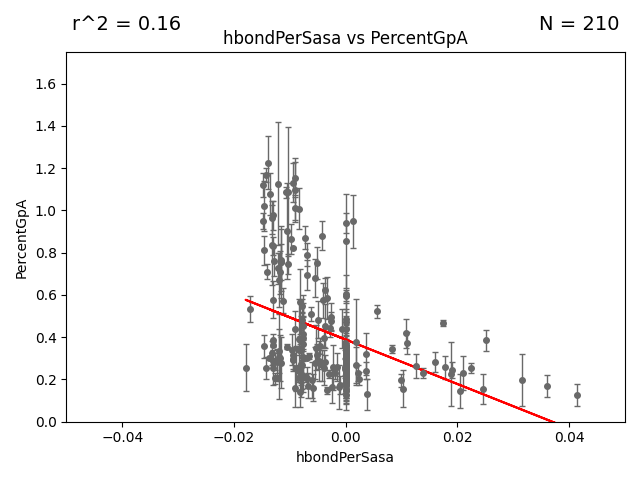 r^2 = 0.16
N = 210
hbondPerSasa vs PercentGpA
PercentGpA
1.6
1.4
1.2
1.0
0.8
0.6
0.4
0.2
0.0
−0.04
−0.02
0.00
0.02
0.04
hbondPerSasa